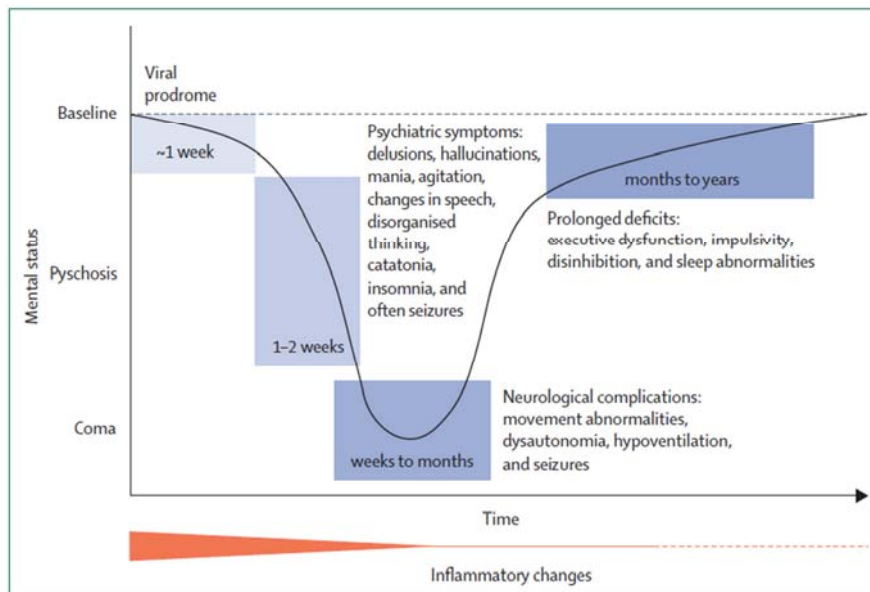 Viral
prodrome
Baseline
~1 week
Psychiatric symptoms:
delusions, hallucinations,
mania, agitation,
changes in speech,
disorganised
thinking,
catatonia,
insomnia, and
often seizures
months to years
Prolonged deficits:
executive dysfunction, impulsivity,
disinhibition, and sleep abnormalities
Mental status
Pyschosis
1–2 weeks
Coma
weeks to months
Neurological complications:
movement abnormalities,
dysautonomia, hypoventilation,
and seizures
Time
Inflammatory changes